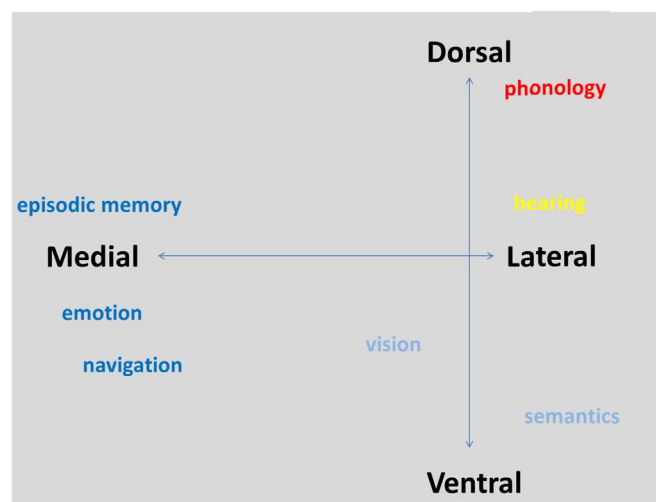 Dorsal
phonology
episodic memory
hearing
Medial
Lateral
emotion
vision
navigation
semantics
Ventral